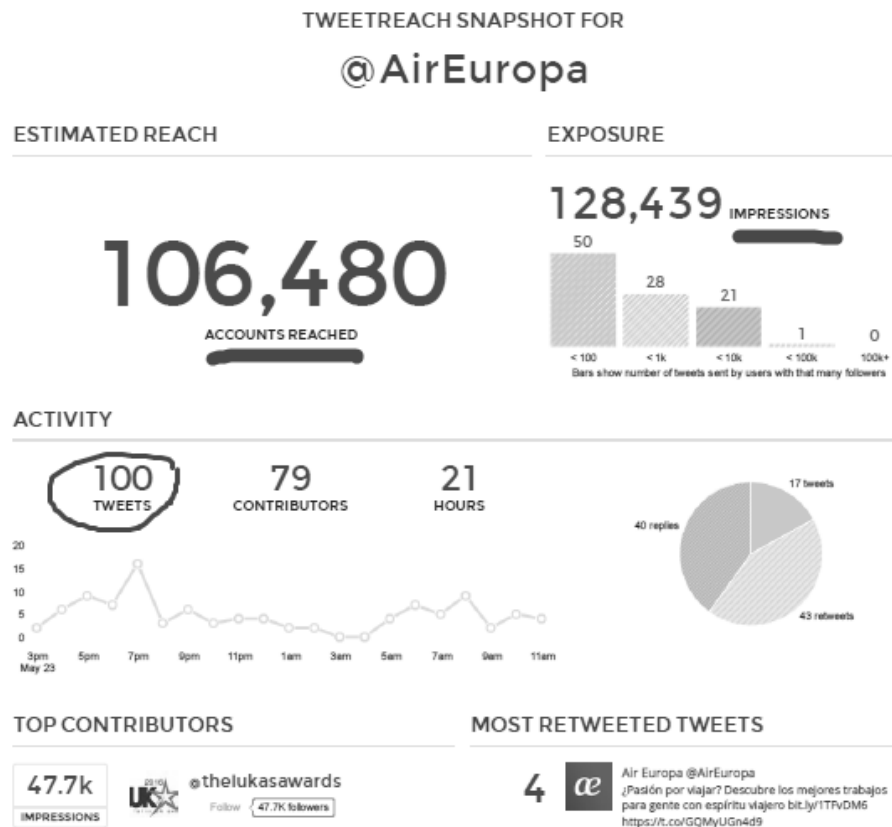 TWEETREACH SNAPSHOT FOR
@AirEuropa
ESTIMATED REACH
106,480
ACCOUNTS REACHED
EXPOSURE
128,439 IMPRESSIONS
50
28
21
1
0
< 100
< 1k
< 10k
< 100k
100k+
Bars show number of tweets sent by users with that many followers
ACTIVITY
100
TWEETS
79
CONTRIBUTORS
21
HOURS
20
15
10
5
0
3pm 5pm 7pm 9pm 11pm 1am 3am 5am 7am 9am 11am
May 23
17 tweets
40 replies
43 retweets
TOP CONTRIBUTORS
47.7k
IMPRESSIONS
2016
UK
@thelukasawards
Follow 47.7K followers
MOST RETWEETED TWEETS
4
æ
Air Europa @AirEuropa
¿Pasión por viajar? Descubre los mejores trabajos
para gente con espíritu viajero bit.ly/1TFvDM6
https://t.co/GQMyUGn4d9